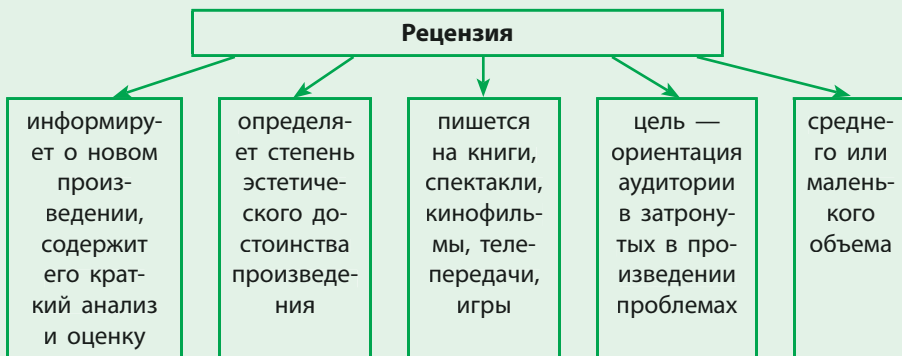 Рецензия
информиру-
ет о новом
произ-
ведении,
содержит
его крат-
кий анализ
и оценку
определя-
ет степень
эстетиче-
ского до-
стоинства
произведе-
ния
пишется
на книги,
спектакли,
кинофиль-
мы, теле-
передачи,
игры
цель —
ориентация
аудитории
в затрону-
тых в про-
изведении
проблемах
средне-
го или
малень-
кого
объема